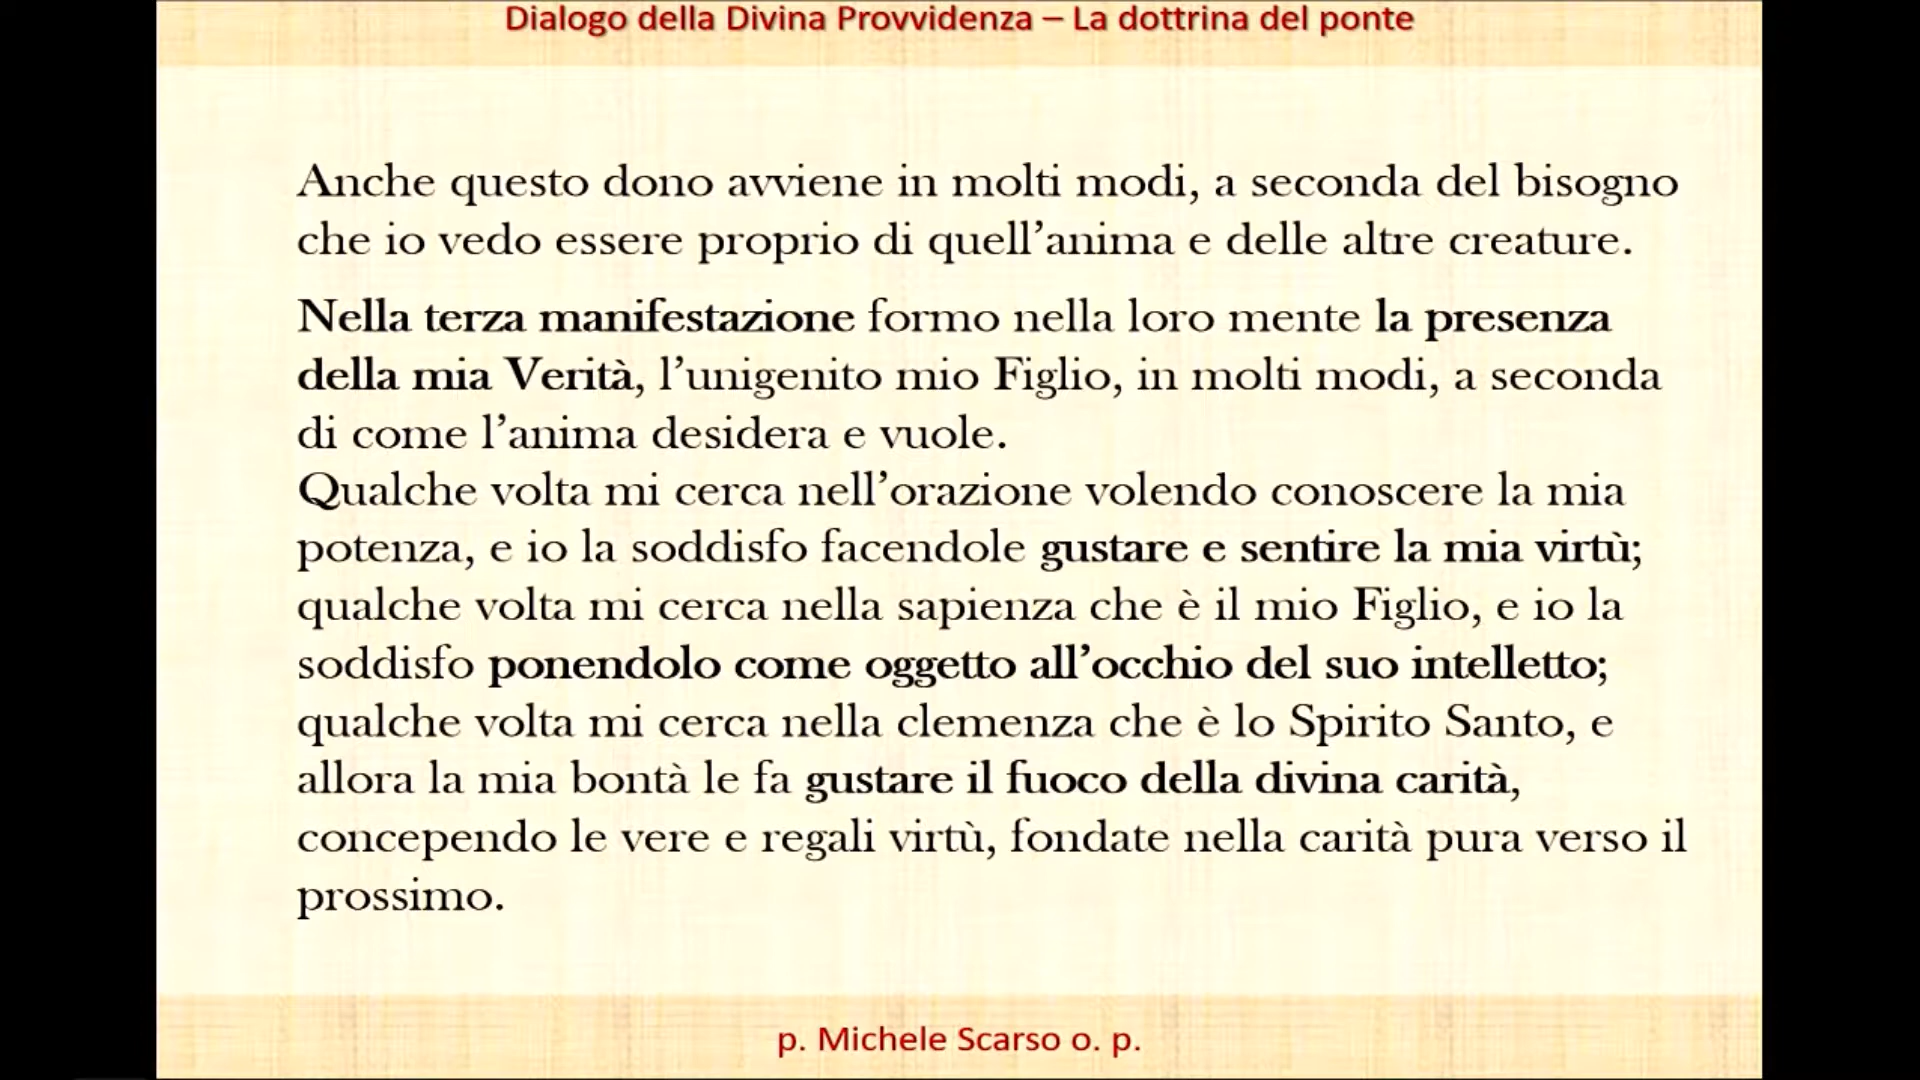 Dialogo della Divina Provvidenza – La dottrina del ponte
Anche questo dono avviene in molti modi, a seconda del bisogno
che io vedo essere proprio di quell’anima e delle altre creature.
Nella terza manifestazione formo nella loro mente la presenza
della mia Verità, l’unigenito mio Figlio, in molti modi, a seconda
di come l’anima desidera e vuole.
Qualche volta mi cerca nell’orazione volendo conoscere la mia
potenza, e io la soddisfo facendole gustare e sentire la mia virtù;
qualche volta mi cerca nella sapienza che è il mio Figlio, e io la
soddisfo ponendolo come oggetto all’occhio del suo intelletto;
qualche volta mi cerca nella clemenza che è lo Spirito Santo, e
allora la mia bontà le fa gustare il fuoco della divina carità,
concependo le vere e regali virtù, fondate nella carità pura verso il
prossimo.
p. Michele Scarso o. p.